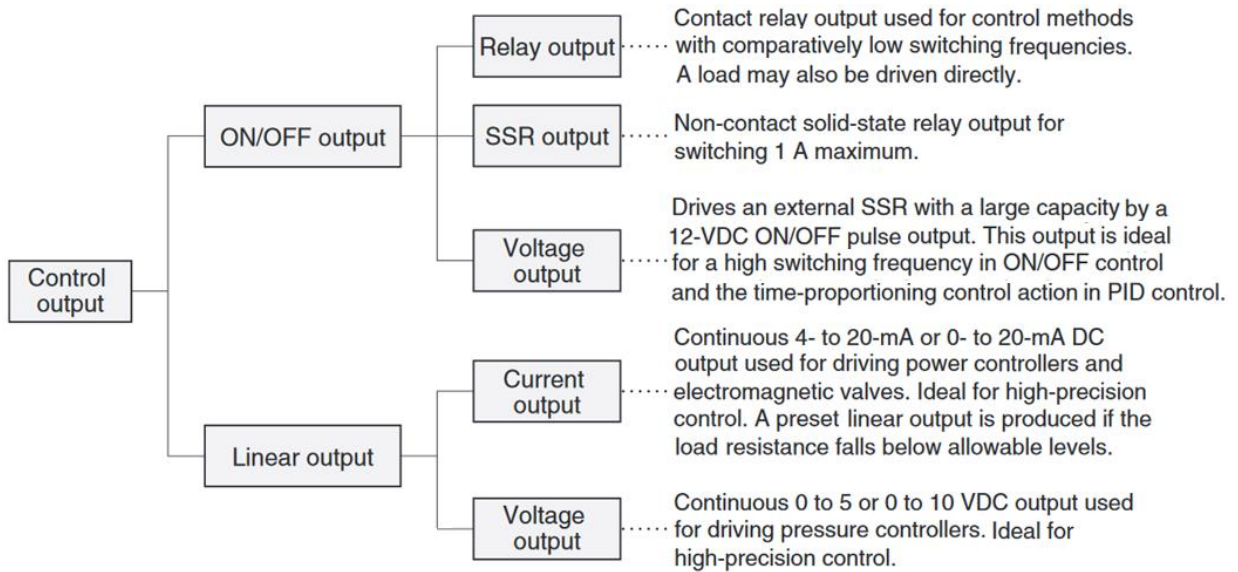 Control
output
ON/OFF output
Relay output
Contact relay output used for control methods
with comparatively low switching frequencies.
A load may also be driven directly.
SSR output
Non-contact solid-state relay output for
switching 1 A maximum.
Voltage
output
Drives an external SSR with a large capacity by a
12-VDC ON/OFF pulse output. This output is ideal
for a high switching frequency in ON/OFF control
and the time-proportioning control action in PID control.
Linear output
Current
output
Continuous 4- to 20-mA or 0- to 20-mA DC
output used for driving power controllers and
electromagnetic valves. Ideal for high-precision
control. A preset linear output is produced if the
load resistance falls below allowable levels.
Voltage
output
Continuous 0 to 5 or 0 to 10 VDC output used
for driving pressure controllers. Ideal for
high-precision control.